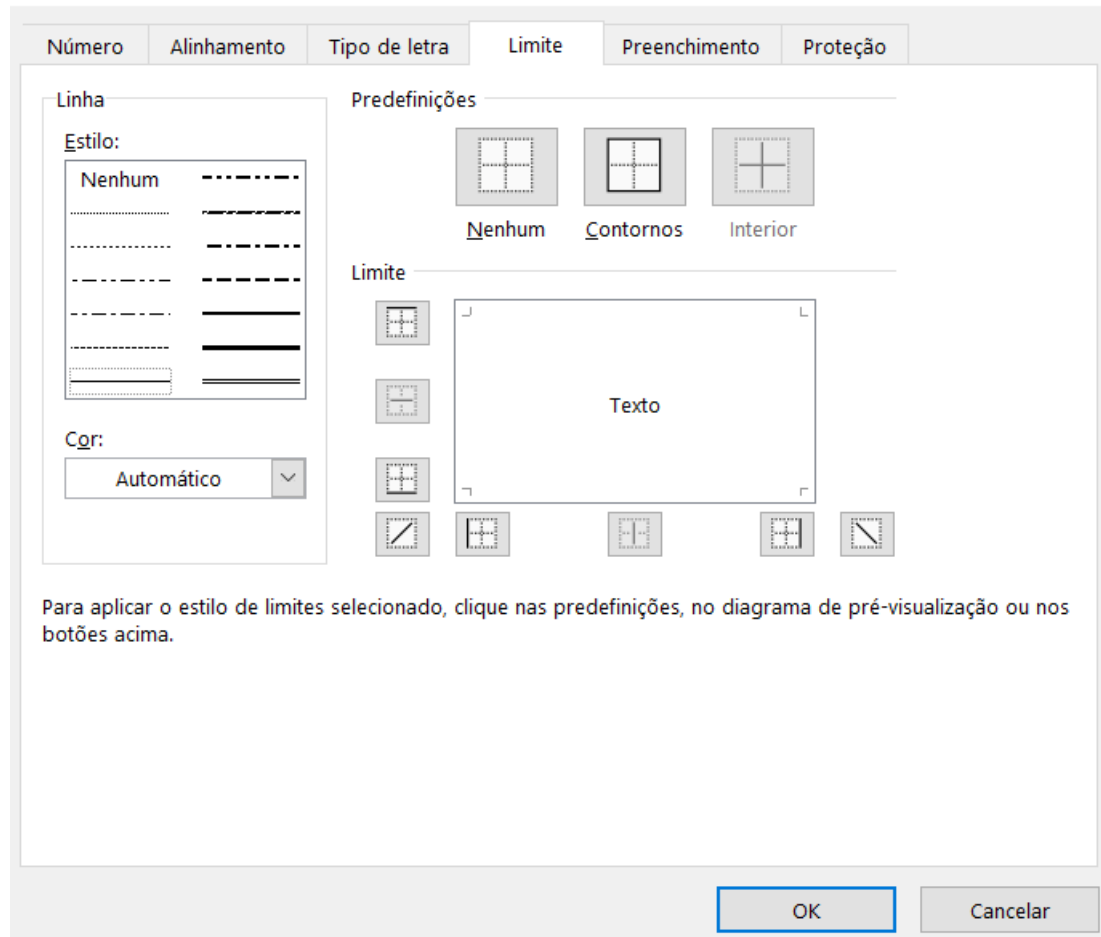 Número Alinhamento Tipo de letra Limite Preenchimento Proteção
Linha
Estilo:
Nenhum
Cor:
Automático
Predefinições
Nenhum Contornos Interior
Limite
Texto
Para aplicar o estilo de limites selecionado, clique nas predefinições, no diagrama de pré-visualização ou nos
botões acima.
OK Cancelar